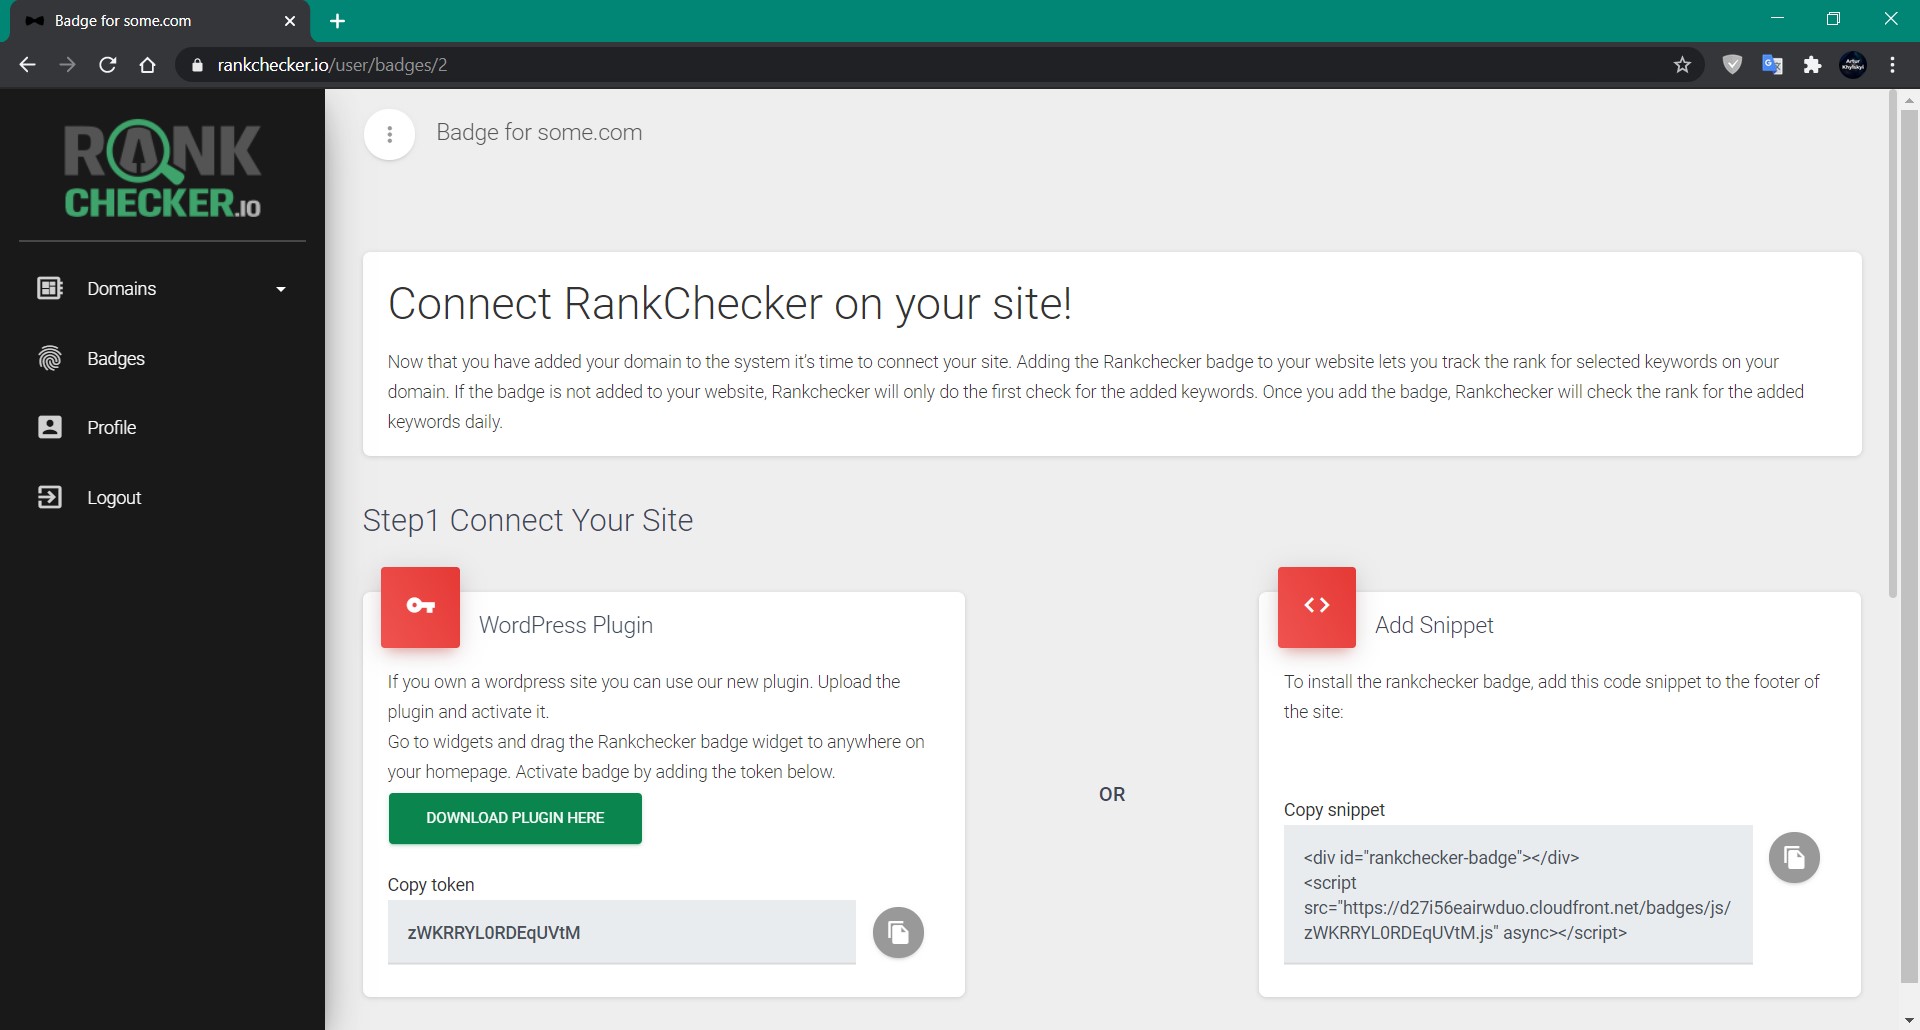 Badge for some.com
rankchecker.io/user/badges/2
RANK
CHECKER.IO
Domains
Badges
Profile
Logout
Badge for some.com
Connect RankChecker on your site!
Now that you have added your domain to the system it's time to connect your site. Adding the Rankchecker badge to your website lets you track the rank for selected keywords on your
domain. If the badge is not added to your website, Rankchecker will only do the first check for the added keywords. Once you add the badge, Rankchecker will check the rank for the added
keywords daily.
Step1 Connect Your Site
WordPress Plugin
If you own a wordpress site you can use our new plugin. Upload the
plugin and activate it.
Go to widgets and drag the Rankchecker badge widget to anywhere on
your homepage. Activate badge by adding the token below.
DOWNLOAD PLUGIN HERE
Copy token
zWKRRYL0RDEqUVtM
OR
Add Snippet
To install the rankchecker badge, add this code snippet to the footer of
the site:
Copy snippet
<div id="rankchecker-badge"></div>
<script
src="https://d27i56eairwduo.cloudfront.net/badges/js/
zWKRRYL0RDEqUVtM.js" async></script>